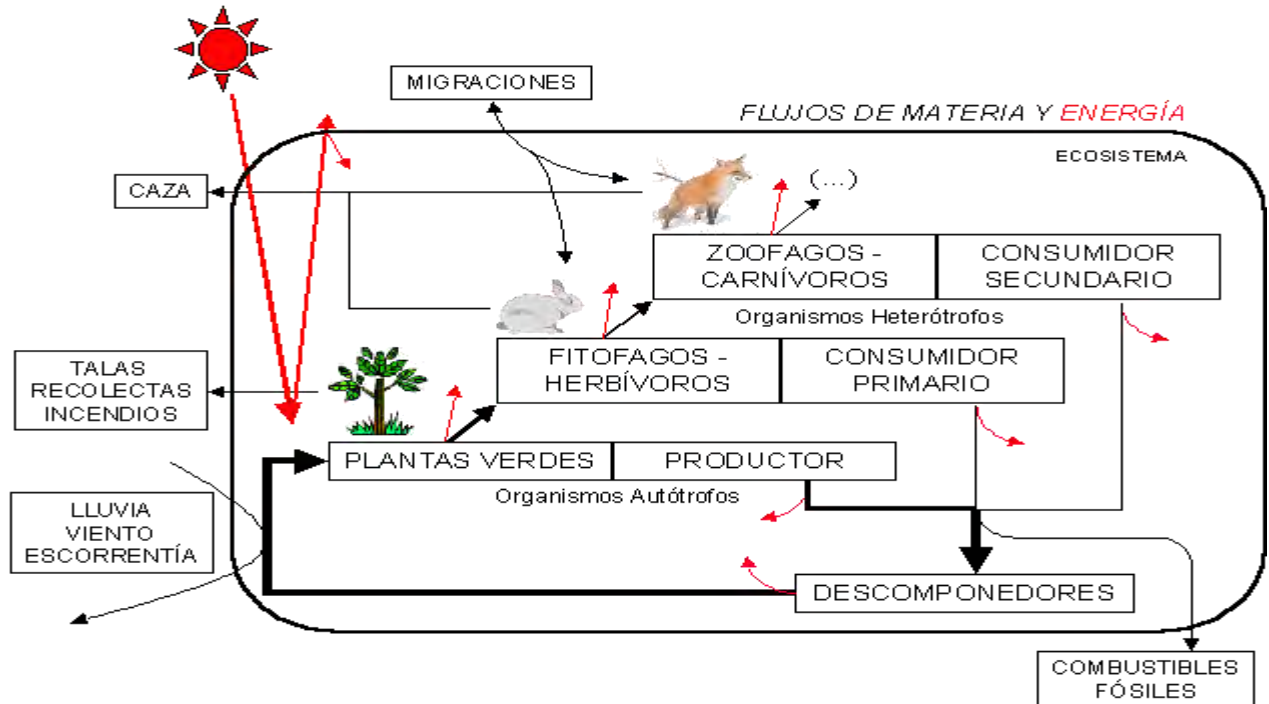 MIGRACIONES
FLUJOS DE MATERIA Y ENERGÍA
ECOSISTEMA
CAZA
(...)
ZOOFAGOS -
CARNÍVOROS
CONSUMIDOR
SECUNDARIO
Organismos Heterótrofos
TALAS
RECOLECTAS
INCENDIOS
FITOFAGOS -
HERBÍVOROS
CONSUMIDOR
PRIMARIO
PLANTAS VERDES
PRODUCTOR
Organismos Autótrofos
LLUVIA
VIENTO
ESCORRENTÍA
DESCOMPONEDORES
COMBUSTIBLES
FÓSILES